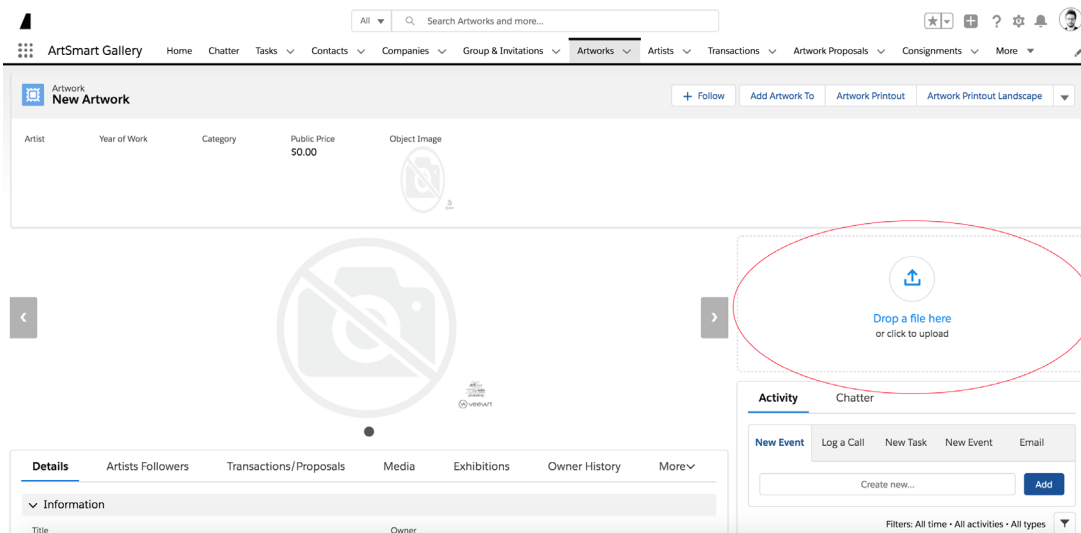 All
Search Artworks and more...
ArtSmart Gallery Home Chatter Tasks Contacts Companies Group & Invitations Artworks Artists Transactions Artwork Proposals Consignments More
Artwork
New Artwork
+ Follow Add Artwork To Artwork Printout Artwork Printout Landscape
Artist Year of Work Category Public Price Object Image
$0.00
Drop a file here
or click to upload
veevart
Activity Chatter
New Event Log a Call New Task New Event Email
Create new... Add
Filters: All time • All activities • All types
Details Artists Followers Transactions/Proposals Media Exhibitions Owner History More
Information
Title Owner